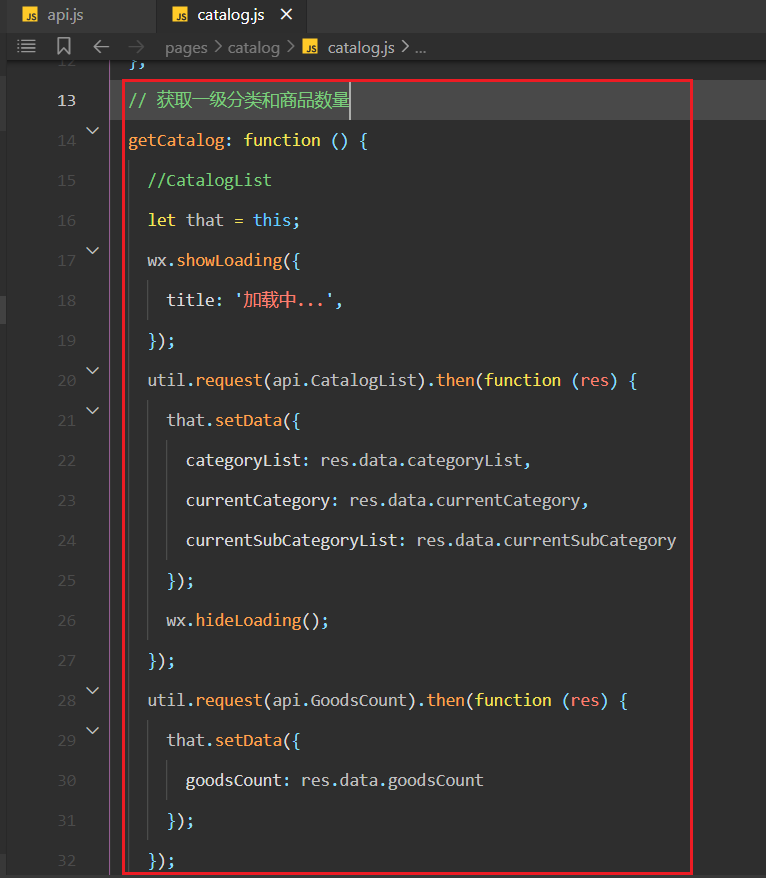 JS api.js JS catalog.js ×
pages > catalog > JS catalog.js > ...
12 },
13 // 获取一级分类和商品数量
14 getCatalog: function () {
15 //CatalogList
16 let that = this;
17 wx.showLoading({
18 title: '加载中...',
19 });
20 util.request(api.CatalogList).then(function (res) {
21 that.setData({
22 categoryList: res.data.categoryList,
23 currentCategory: res.data.currentCategory,
24 currentSubCategoryList: res.data.currentSubCategory
25 });
26 wx.hideLoading();
27 });
28 util.request(api.GoodsCount).then(function (res) {
29 that.setData({
30 goodsCount: res.data.goodsCount
31 });
32 });